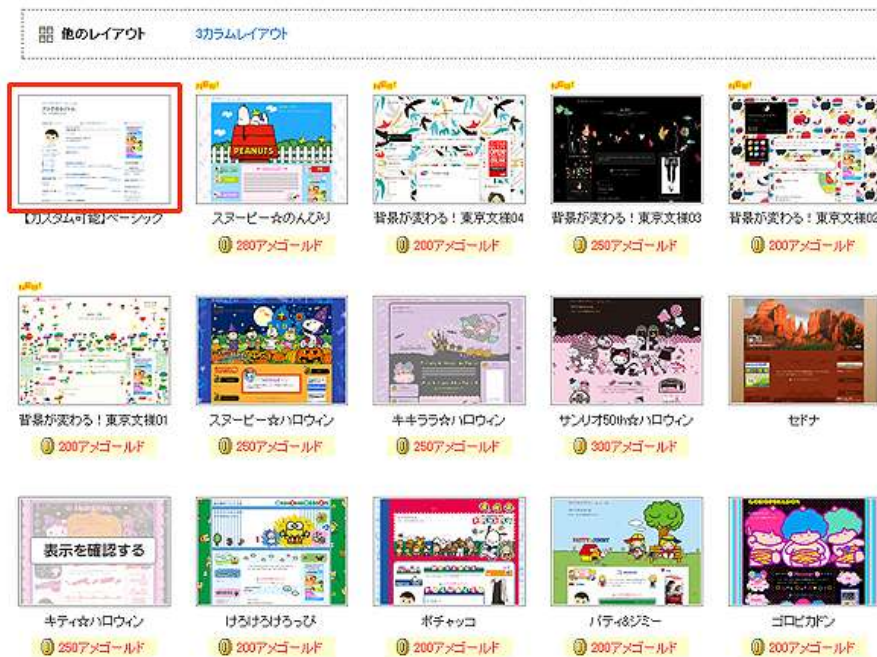 他のレイアウト 3カラムレイアウト
NEW! NEW! NEW! NEW!
PEANUTS
【カスタム可能】ベーシック スヌーピー☆のんびり 背景が変わる！東京文様04 背景が変わる！東京文様03 背景が変わる！東京文様02
280アメゴールド 200アメゴールド 250アメゴールド 200アメゴールド
NEW!
背景が変わる！東京文様01 スヌーピー☆ハロウィン キキララ☆ハロウィン サンリオ50th☆ハロウィン セドナ
200アメゴールド 250アメゴールド 250アメゴールド 300アメゴールド
GOROPIKADON
表示を確認する
キティ☆ハロウィン けろけろけろっぴ ポチャッコ パティ&ジミー ゴロピカドン
250アメゴールド 200アメゴールド 200アメゴールド 200アメゴールド 200アメゴールド